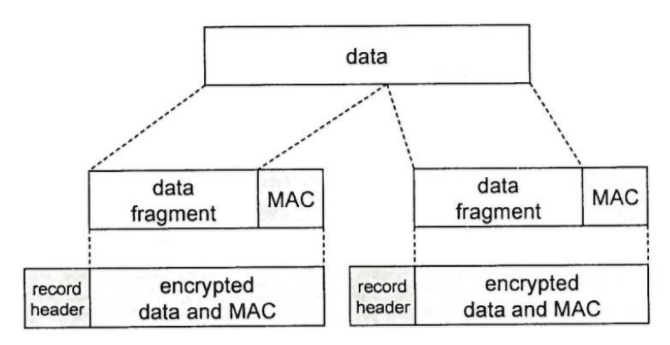 data
data
fragment
MAC
data
fragment
MAC
record
header
encrypted
data and MAC
record
header
encrypted
data and MAC